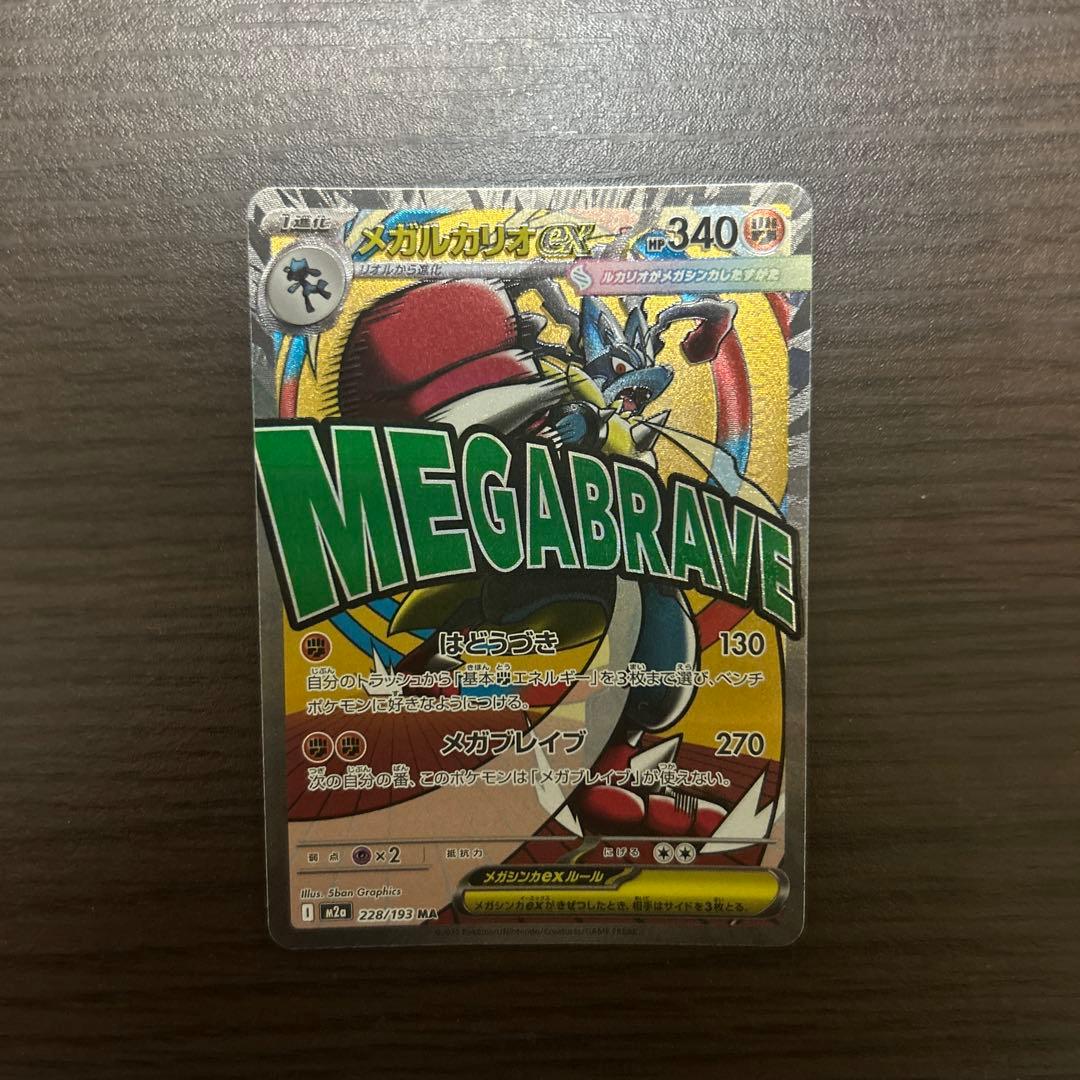 1進化
メガルカリオex
HP 340
リオルから進化
ルカリオがメガシンカしたすがた
MEGABRAVE
はどうづき 130
自分のトラッシュから「基本エネルギー」を3枚まで選び、ベンチ
ポケモンに好きなようにつける。
メガブレイブ 270
次の自分の番、このポケモンは「メガブレイブ」が使えない。
弱点 ×2 抵抗力 にげる
メガシンカexルール
メガシンカexがきぜつしたとき、相手はサイドを3枚とる。
Illus. 5ban Graphics
I m2a 228/193 MA
Pokémon/Nintendo/Creatures/GAME FREAK